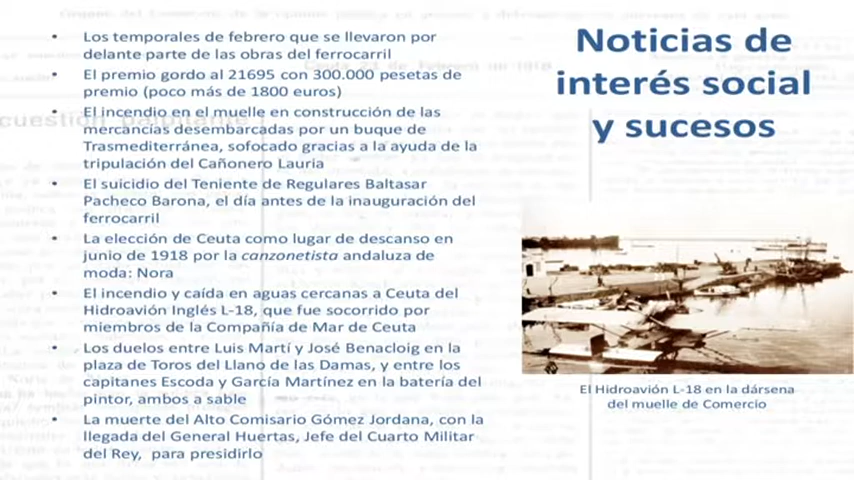 Noticias de
interés social
y sucesos
• Los temporales de febrero que se llevaron por
delante parte de las obras del ferrocarril
• El premio gordo al 21695 con 300.000 pesetas de
premio (poco más de 1800 euros)
• El incendio en el muelle en construcción de las
mercancías desembarcadas por un buque de
Trasmediterránea, sofocado gracias a la ayuda de la
tripulación del Cañonero Lauria
• El suicidio del Teniente de Regulares Baltasar
Pacheco Barona, el día antes de la inauguración del
ferrocarril
• La elección de Ceuta como lugar de descanso en
junio de 1918 por la canzonetista andaluza de
moda: Nora
• El incendio y caída en aguas cercanas a Ceuta del
Hidroavión Inglés L-18, que fue socorrido por
miembros de la Compañía de Mar de Ceuta
• Los duelos entre Luis Martí y José Benacloig en la
plaza de Toros del Llano de las Damas, y entre los
capitanes Escoda y García Martínez en la batería del
pintor, ambos a sable
• La muerte del Alto Comisario Gómez Jordana, con la
llegada del General Huertas, Jefe del Cuarto Militar
del Rey, para presidirlo
El Hidroavión L-18 en la dársena
del muelle de Comercio
cuestión palpitante